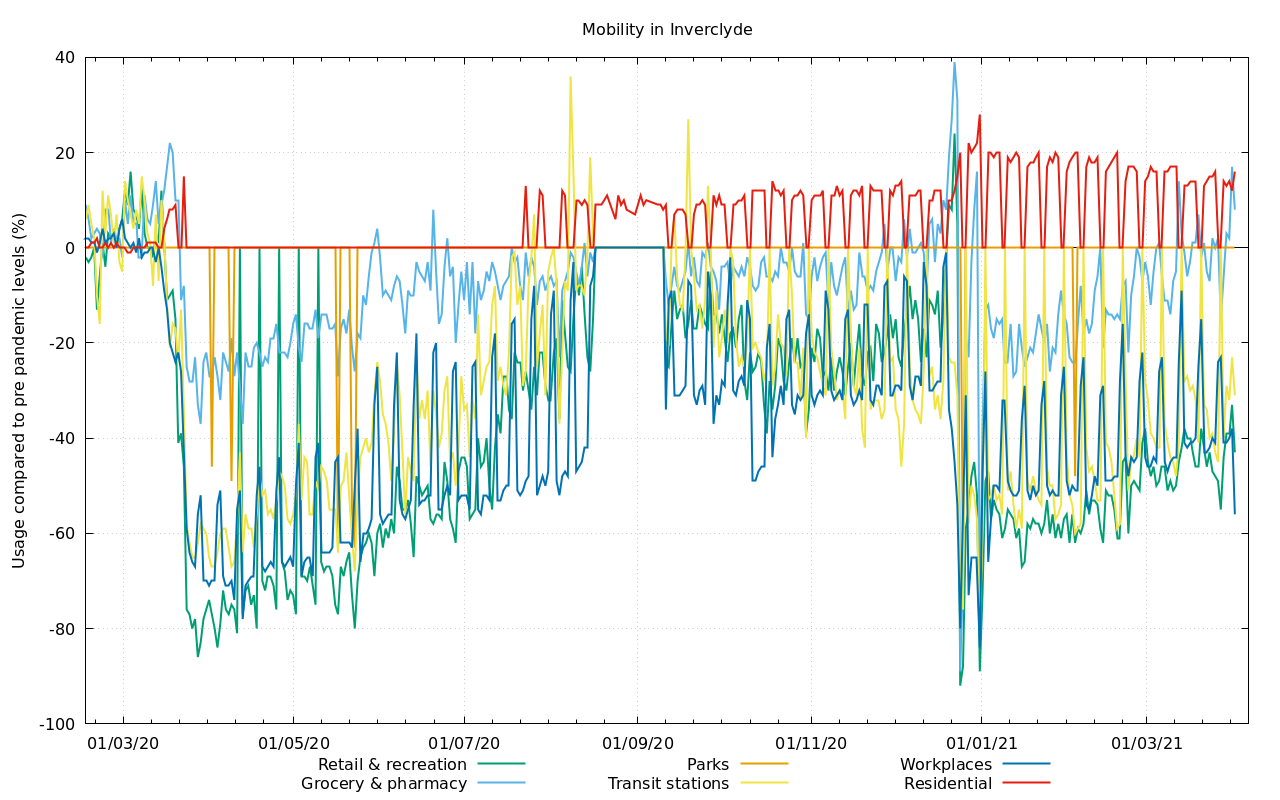 Mobility in Inverclyde
Usage compared to pre pandemic levels (%)
40
20
0
-20
-40
-60
-80
-100
01/03/20 01/05/20 01/07/20 01/09/20 01/11/20 01/01/21 01/03/21
Retail & recreation Parks Workplaces
Grocery & pharmacy Transit stations Residential